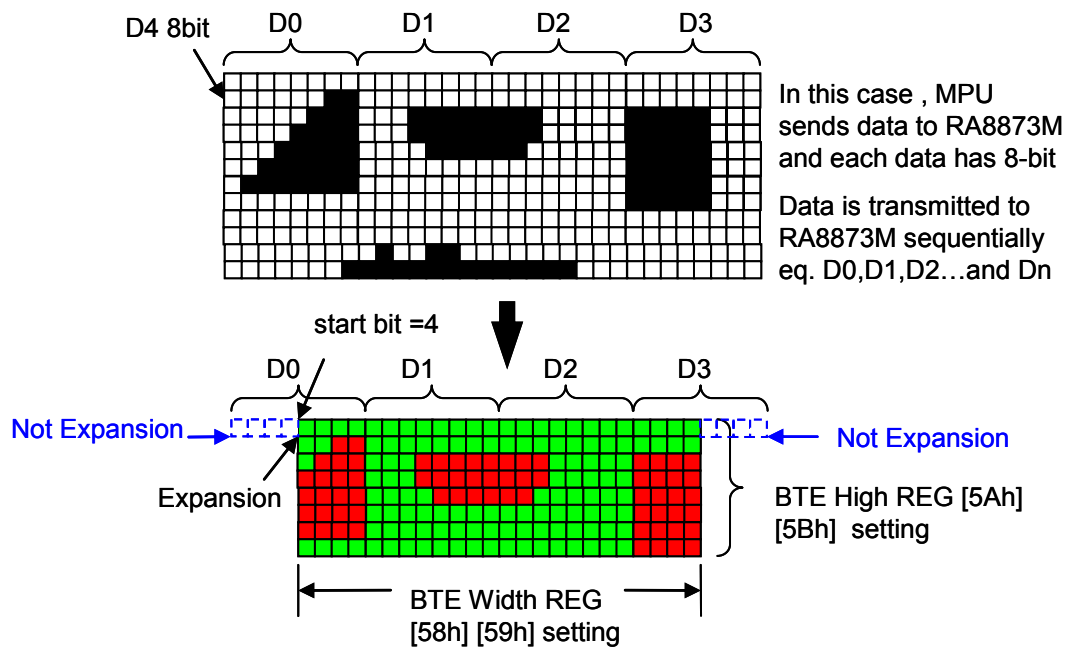 D4 8bit
D0
D1
D2
D3
In this case , MPU
sends data to RA8873M
and each data has 8-bit
Data is transmitted to
RA8873M sequentially
eq. D0,D1,D2…and Dn
start bit =4
D0
D1
D2
D3
Not Expansion
Not Expansion
Expansion
BTE High REG [5Ah]
[5Bh] setting
BTE Width REG
[58h] [59h] setting